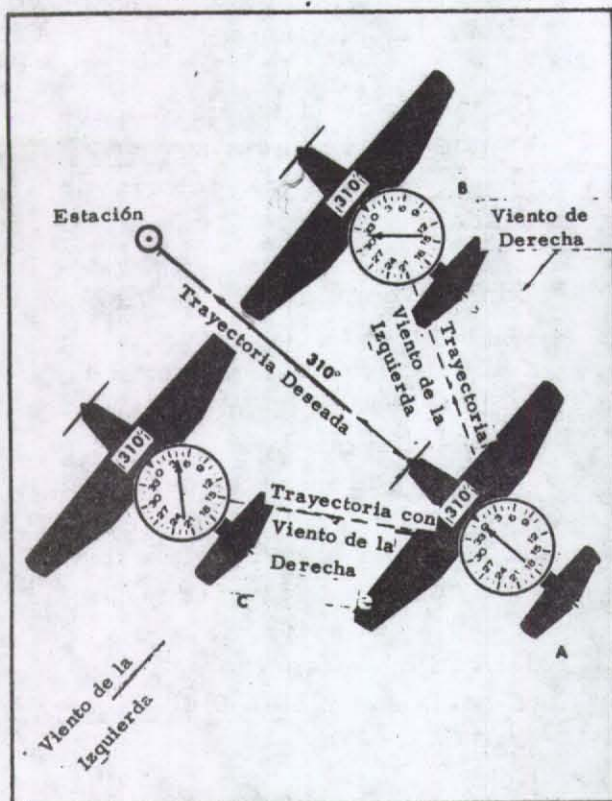 310°
B
Viento de
Derecha
Estación
Trayectoria Deseada
310°
Trayectoria
Viento de la
Izquierda
310°
310°
Trayectoria con
Viento de la
Derecha
C
A
Viento de la
Izquierda